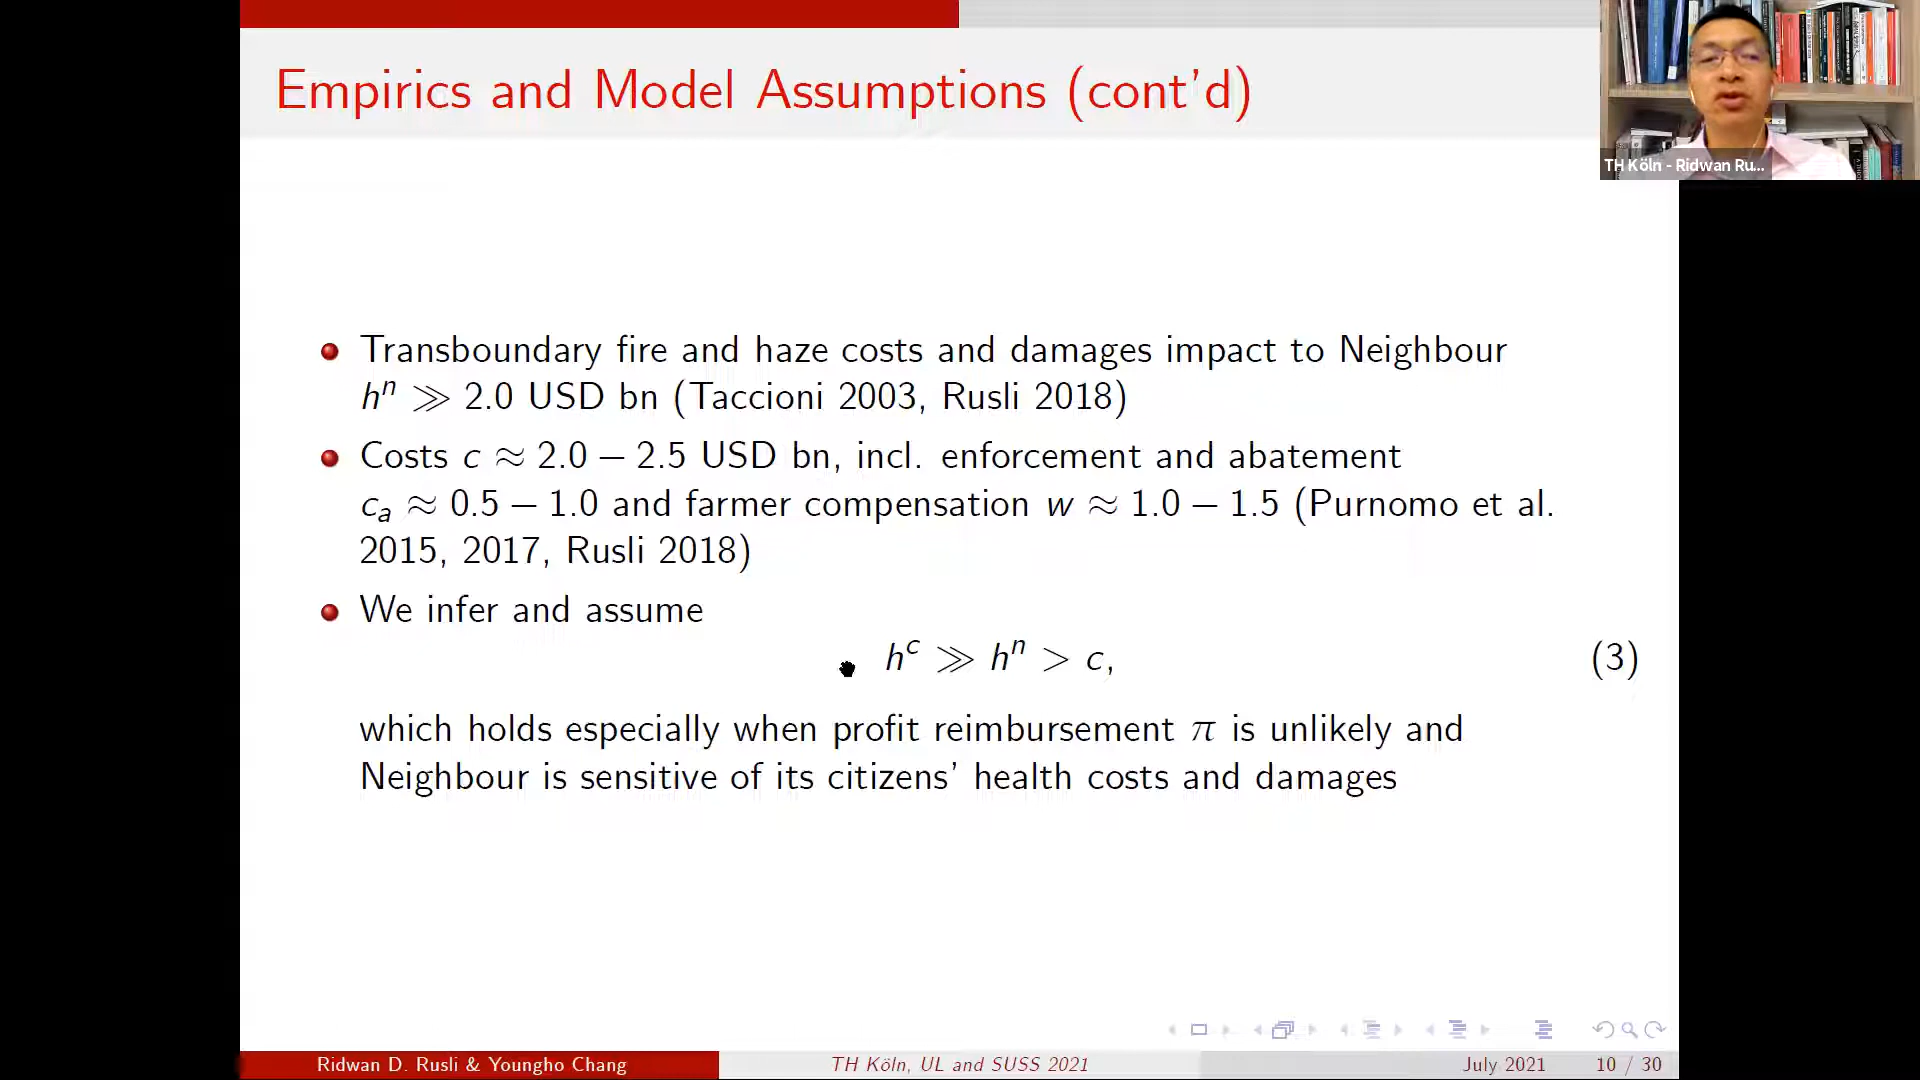 Empirics and Model Assumptions (cont'd)
TH Köln - Ridwan Ru...
Transboundary fire and haze costs and damages impact to Neighbour
hⁿ ≫ 2.0 USD bn (Taccioni 2003, Rusli 2018)
Costs c ≈ 2.0 − 2.5 USD bn, incl. enforcement and abatement
cₐ ≈ 0.5 − 1.0 and farmer compensation w ≈ 1.0 − 1.5 (Purnomo et al.
2015, 2017, Rusli 2018)
We infer and assume
hᶜ ≫ hⁿ > c, (3)
which holds especially when profit reimbursement π is unlikely and
Neighbour is sensitive of its citizens' health costs and damages
Ridwan D. Rusli & Youngho Chang TH Köln, UL and SUSS 2021 July 2021 10 / 30